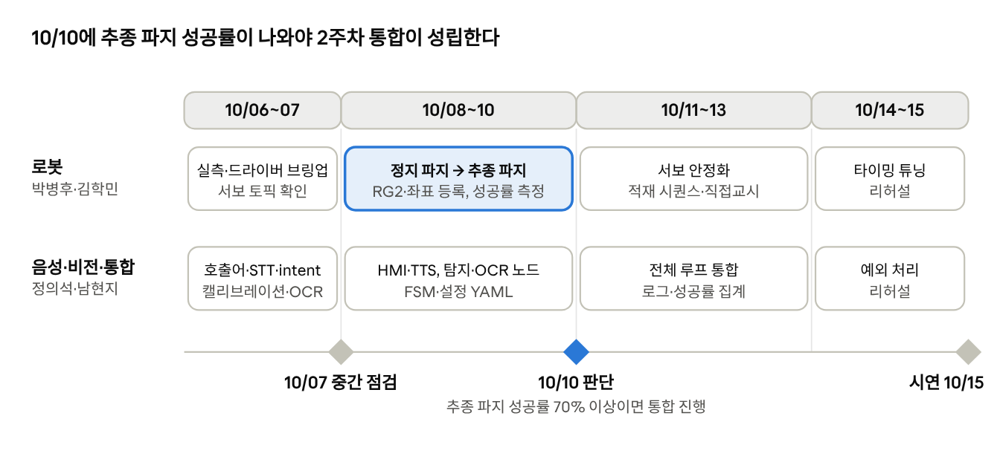 10/10에 추종 파지 성공률이 나와야 2주차 통합이 성립한다
10/06~07
10/08~10
10/11~13
10/14~15
로봇
박병후·김학민
실측·드라이버 브링업
서보 토픽 확인
정지 파지 → 추종 파지
RG2·좌표 등록, 성공률 측정
서보 안정화
적재 시퀀스·직접교시
타이밍 튜닝
리허설
음성·비전·통합
정의석·남현지
호출어·STT·intent
캘리브레이션·OCR
HMI·TTS, 탐지·OCR 노드
FSM·설정 YAML
전체 루프 통합
로그·성공률 집계
예외 처리
리허설
10/07 중간 점검
10/10 판단
추종 파지 성공률 70% 이상이면 통합 진행
시연 10/15